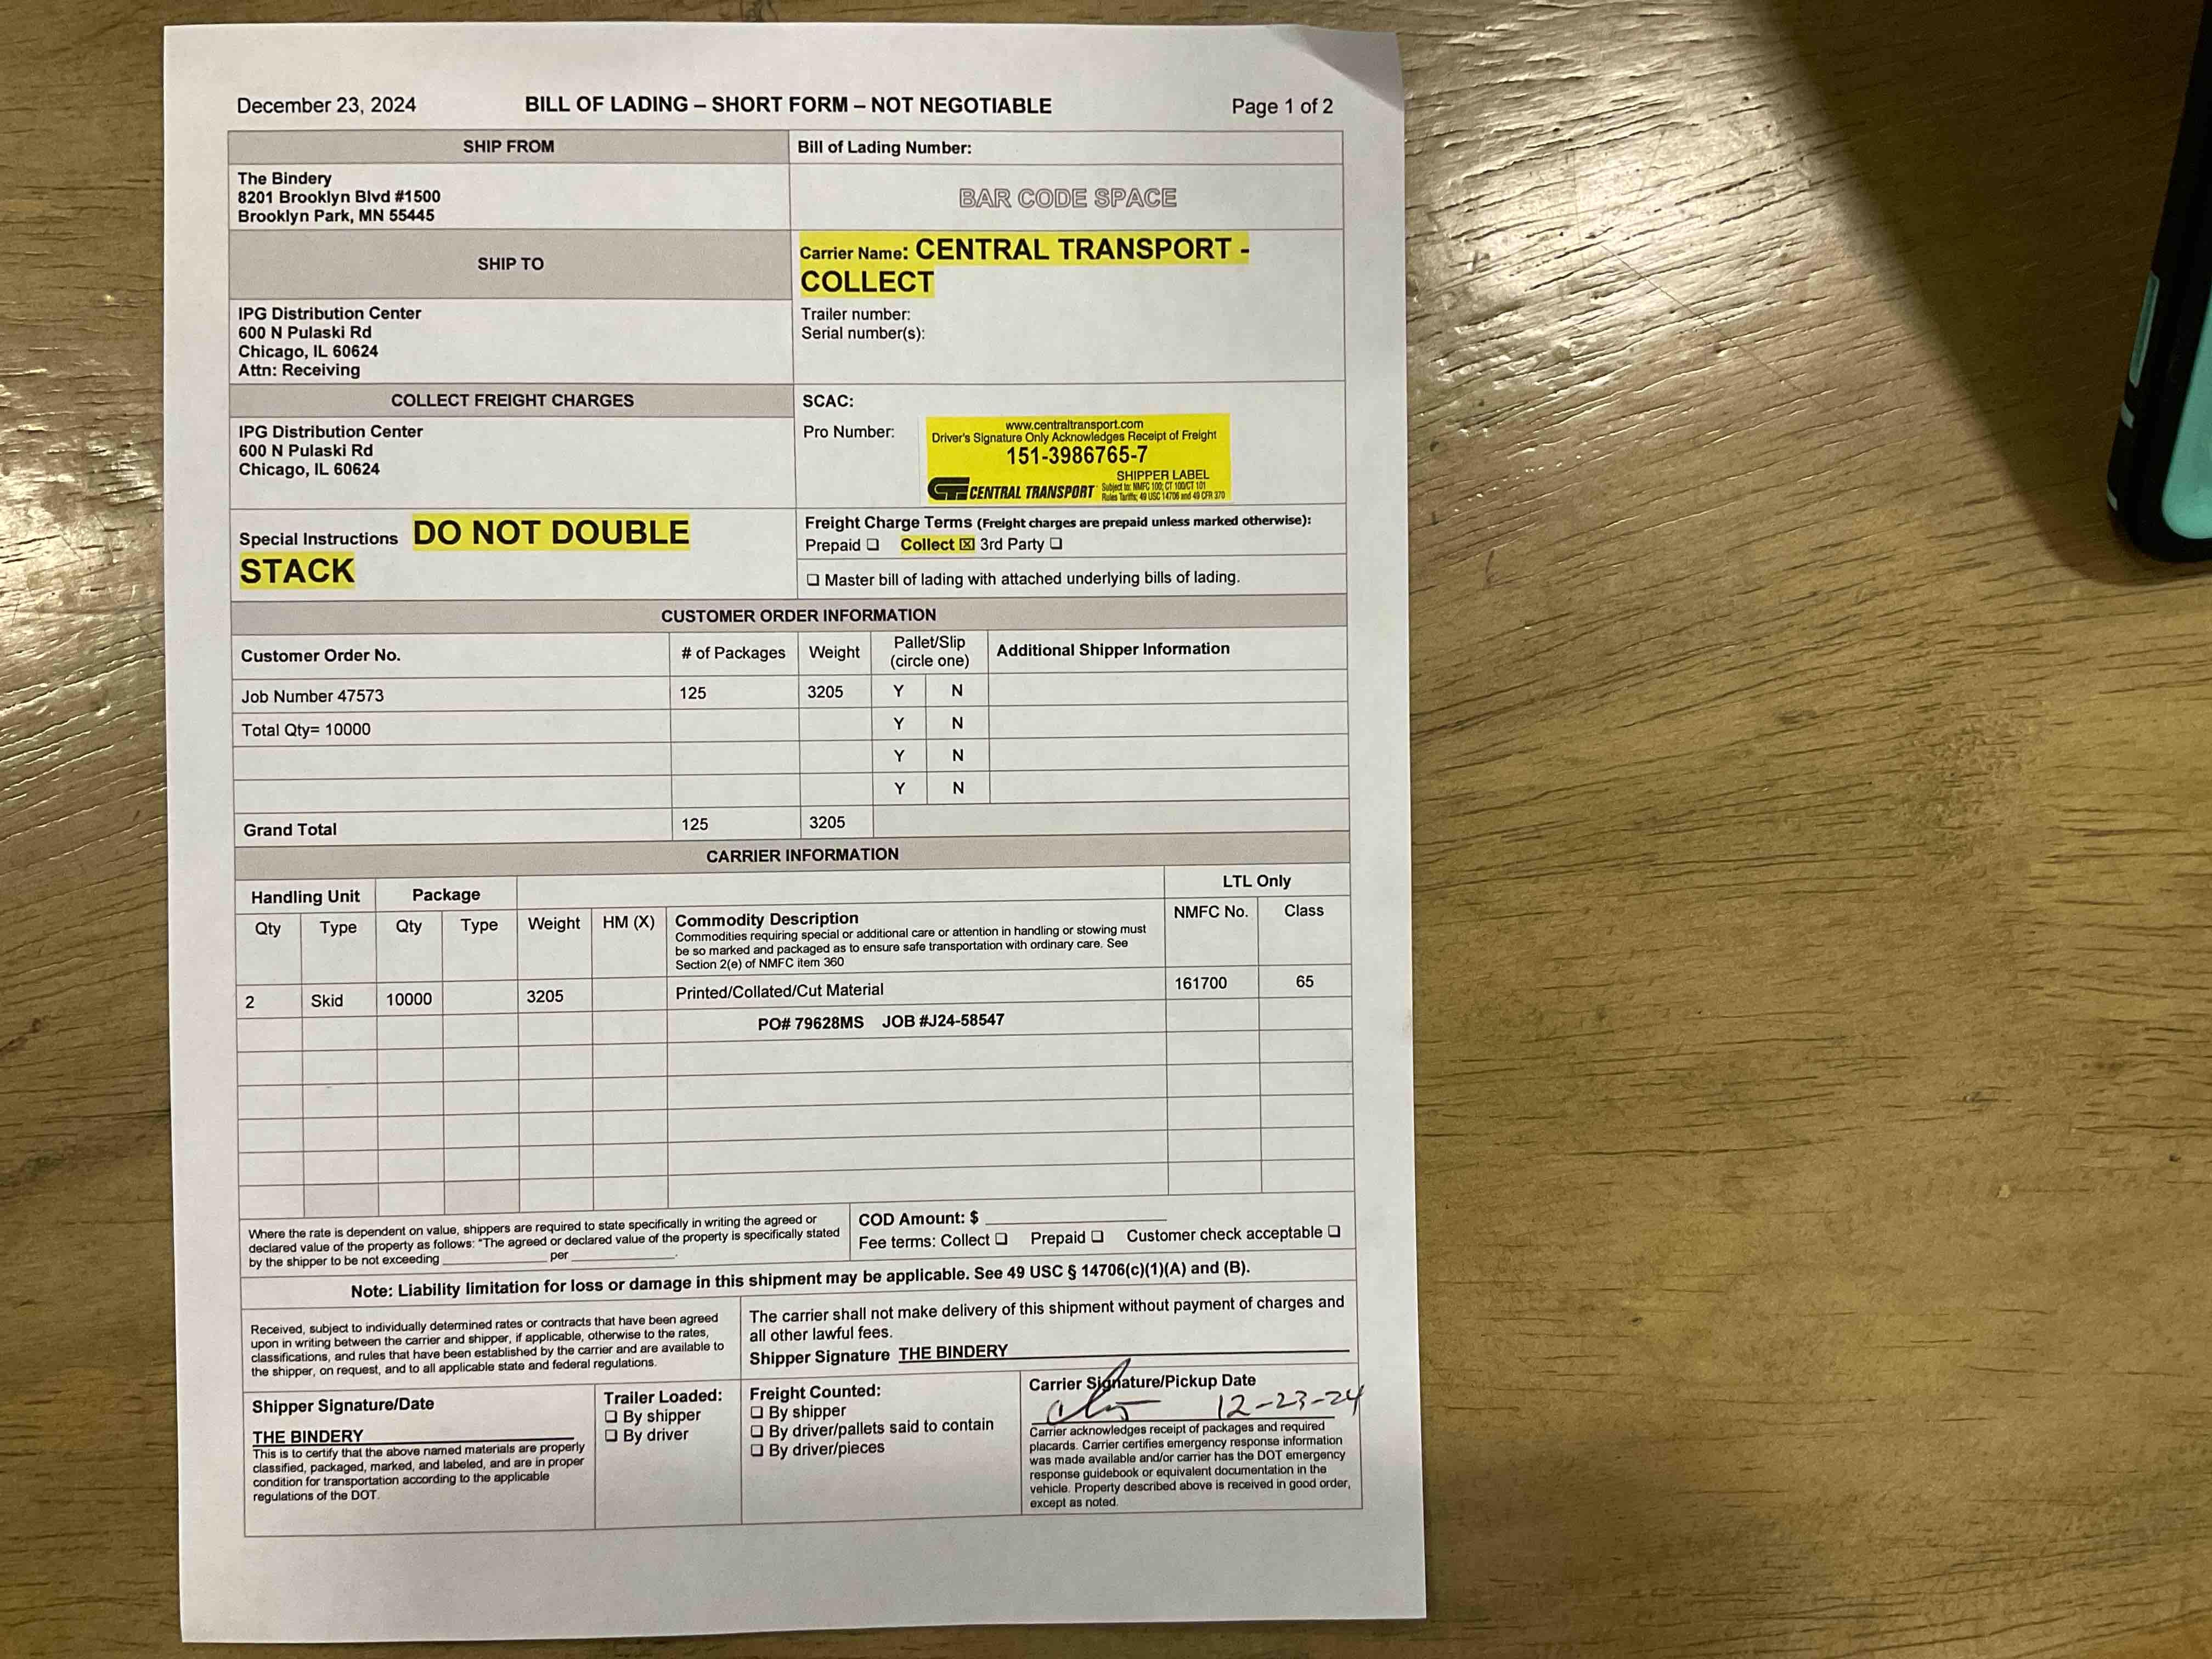 December 23, 2024 BILL OF LADING – SHORT FORM – NOT NEGOTIABLE Page 1 of 2
SHIP FROM
The Bindery
8201 Brooklyn Blvd #1500
Brooklyn Park, MN 55445
Bill of Lading Number:
BAR CODE SPACE
SHIP TO
IPG Distribution Center
600 N Pulaski Rd
Chicago, IL 60624
Attn: Receiving
Carrier Name: CENTRAL TRANSPORT -
COLLECT
Trailer number:
Serial number(s):
COLLECT FREIGHT CHARGES
IPG Distribution Center
600 N Pulaski Rd
Chicago, IL 60624
SCAC:
Pro Number:
www.centraltransport.com
Driver's Signature Only Acknowledges Receipt of Freight
151-3986765-7
SHIPPER LABEL
CENTRAL TRANSPORT
Subject to: NMFC 100; CT 100/CT 101
Rules Tariffs; 49 USC 14706 and 49 CFR 370
Special Instructions DO NOT DOUBLE
STACK
Freight Charge Terms (Freight charges are prepaid unless marked otherwise):
Prepaid ❑ Collect ☒ 3rd Party ❑
❑ Master bill of lading with attached underlying bills of lading.
CUSTOMER ORDER INFORMATION
Customer Order No. # of Packages Weight Pallet/Slip (circle one) Additional Shipper Information
Job Number 47573 125 3205 Y N
Total Qty= 10000 Y N
Y N
Y N
Grand Total 125 3205
CARRIER INFORMATION
Handling Unit Package LTL Only
Qty Type Qty Type Weight HM (X) Commodity Description NMFC No. Class
Commodities requiring special or additional care or attention in handling or stowing must
be so marked and packaged as to ensure safe transportation with ordinary care. See
Section 2(e) of NMFC item 360
2 Skid 10000 3205 Printed/Collated/Cut Material 161700 65
PO# 79628MS JOB #J24-58547
Where the rate is dependent on value, shippers are required to state specifically in writing the agreed or
declared value of the property as follows: "The agreed or declared value of the property is specifically stated
by the shipper to be not exceeding ____________ per ____________.
COD Amount: $ ____________
Fee terms: Collect ❑ Prepaid ❑ Customer check acceptable ❑
Note: Liability limitation for loss or damage in this shipment may be applicable. See 49 USC § 14706(c)(1)(A) and (B).
Received, subject to individually determined rates or contracts that have been agreed
upon in writing between the carrier and shipper, if applicable, otherwise to the rates,
classifications, and rules that have been established by the carrier and are available to
the shipper, on request, and to all applicable state and federal regulations.
The carrier shall not make delivery of this shipment without payment of charges and
all other lawful fees.
Shipper Signature THE BINDERY
Shipper Signature/Date
THE BINDERY
This is to certify that the above named materials are properly
classified, packaged, marked, and labeled, and are in proper
condition for transportation according to the applicable
regulations of the DOT.
Trailer Loaded:
❑ By shipper
❑ By driver
Freight Counted:
❑ By shipper
❑ By driver/pallets said to contain
❑ By driver/pieces
Carrier Signature/Pickup Date
12-23-24
Carrier acknowledges receipt of packages and required
placards. Carrier certifies emergency response information
was made available and/or carrier has the DOT emergency
response guidebook or equivalent documentation in the
vehicle. Property described above is received in good order,
except as noted.